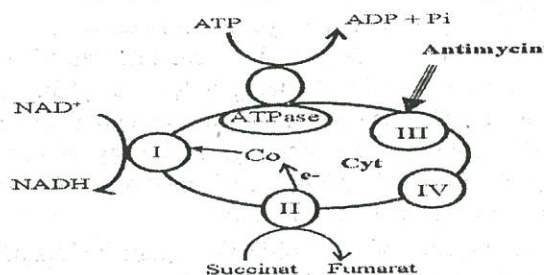 ATP
ADP + Pi
Antimycin
NAD⁺
ATPase
III
I
Co
Cyt
e-
NADH
II
IV
Succinat
Fumarat